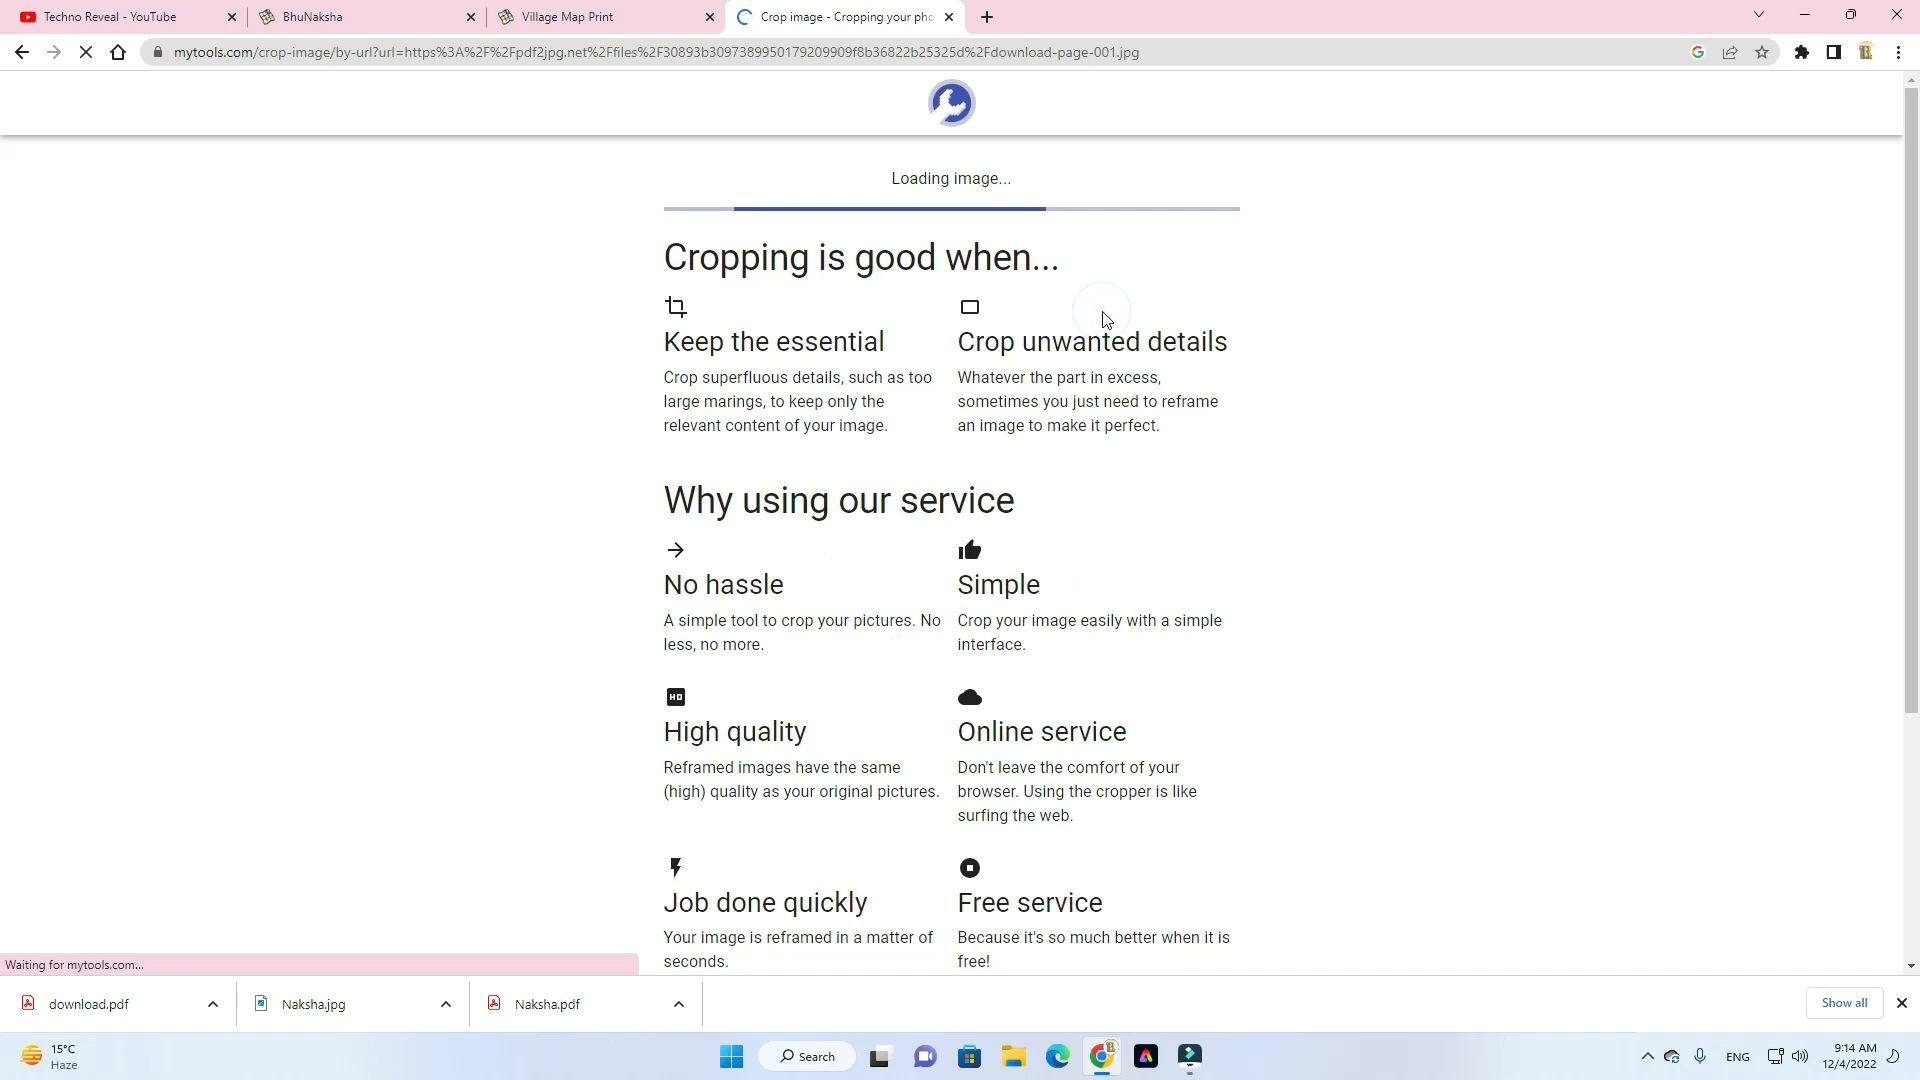 Techno Reveal - YouTube
BhuNaksha
Village Map Print
Crop image - Cropping your pho
mytools.com/crop-image/by-url?url=https%3A%2F%2Fpdf2jpg.net%2Ffiles%2F30893b3097389950179209909f8b36822b25325d%2Fdownload-page-001.jpg
Loading image...
Cropping is good when...
Keep the essential
Crop superfluous details, such as too
large marings, to keep only the
relevant content of your image.
Crop unwanted details
Whatever the part in excess,
sometimes you just need to reframe
an image to make it perfect.
Why using our service
No hassle
A simple tool to crop your pictures. No
less, no more.
Simple
Crop your image easily with a simple
interface.
HD
High quality
Reframed images have the same
(high) quality as your original pictures.
Online service
Don't leave the comfort of your
browser. Using the cropper is like
surfing the web.
Job done quickly
Your image is reframed in a matter of
seconds.
Free service
Because it's so much better when it is
free!
Waiting for mytools.com...
download.pdf
Naksha.jpg
Naksha.pdf
Show all
15°C
Haze
Search
ENG
9:14 AM
12/4/2022